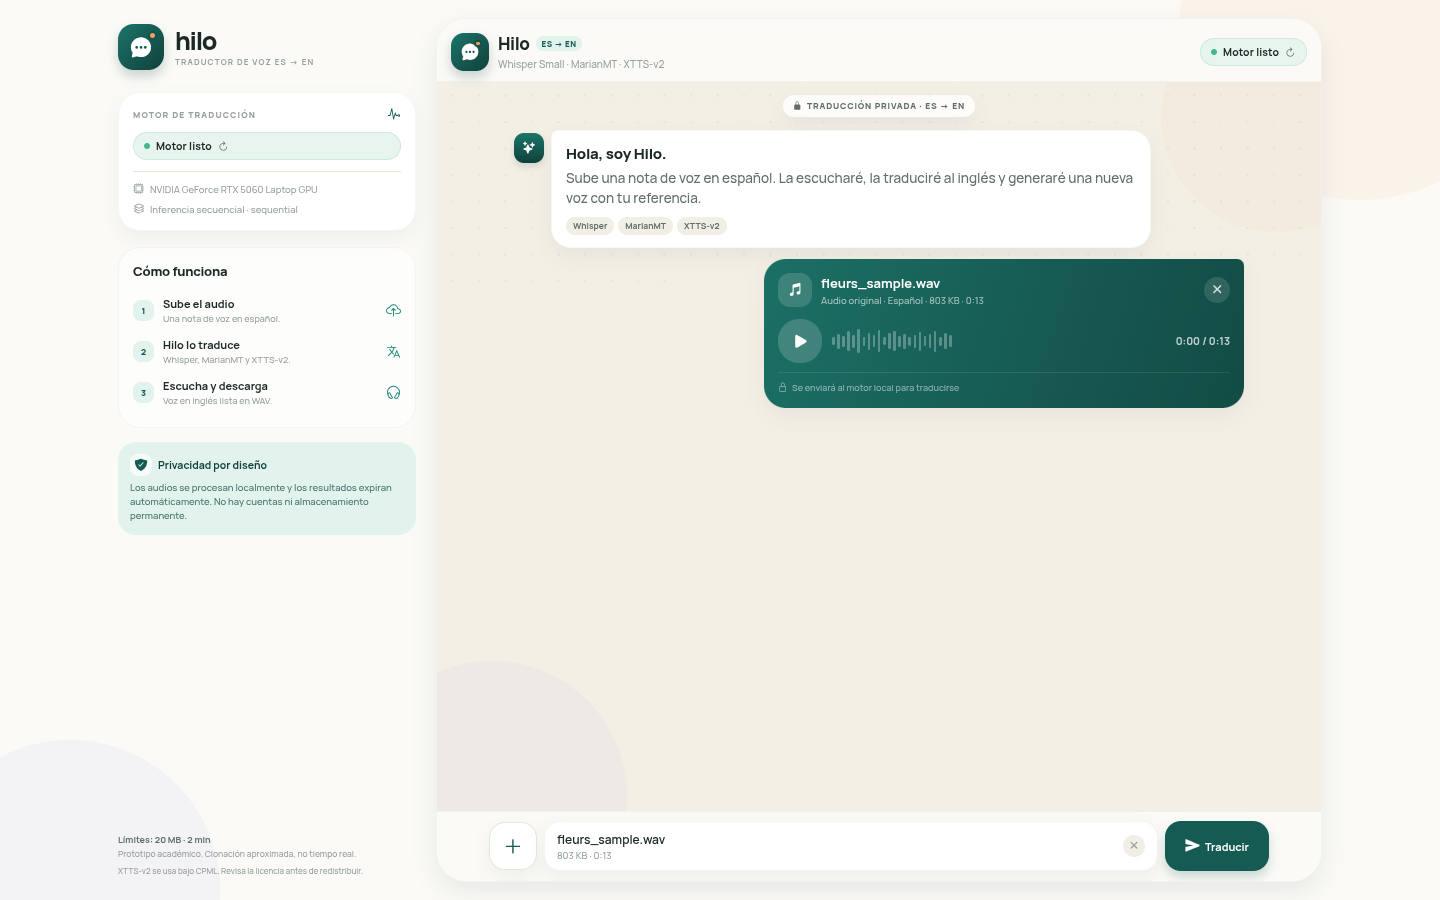 hilo
TRADUCTOR DE VOZ ES → EN
MOTOR DE TRADUCCIÓN
Motor listo
NVIDIA GeForce RTX 5060 Laptop GPU
Inferencia secuencial · sequential
Cómo funciona
1
Sube el audio
Una nota de voz en español.
2
Hilo lo traduce
Whisper, MarianMT y XTTS-v2.
3
Escucha y descarga
Voz en inglés lista en WAV.
Privacidad por diseño
Los audios se procesan localmente y los resultados expiran
automáticamente. No hay cuentas ni almacenamiento
permanente.
Límites: 20 MB · 2 min
Prototipo académico. Clonación aproximada, no tiempo real.
XTTS-v2 se usa bajo CPML. Revisa la licencia antes de redistribuir.
Hilo ES → EN
Whisper Small · MarianMT · XTTS-v2
Motor listo
TRADUCCIÓN PRIVADA · ES → EN
Hola, soy Hilo.
Sube una nota de voz en español. La escucharé, la traduciré al inglés y generaré una nueva
voz con tu referencia.
Whisper MarianMT XTTS-v2
fleurs_sample.wav
Audio original · Español · 803 KB · 0:13
0:00 / 0:13
Se enviará al motor local para traducirse
fleurs_sample.wav
803 KB · 0:13
Traducir